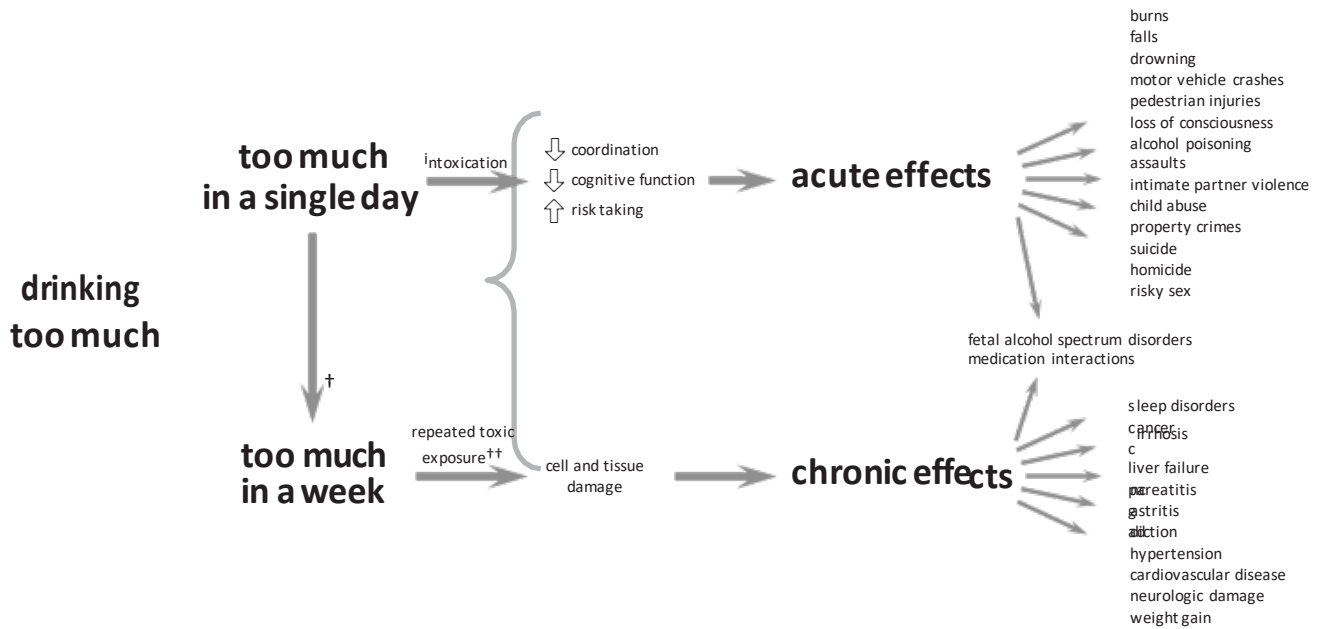 drinking
too much
too much
in a single day
†
too much
in a week
intoxication
repeated toxic
exposure††
coordination
cognitive function
risk taking
cell and tissue
damage
acute effects
chronic effects
burns
falls
drowning
motor vehicle crashes
pedestrian injuries
loss of consciousness
alcohol poisoning
assaults
intimate partner violence
child abuse
property crimes
suicide
homicide
risky sex
fetal alcohol spectrum disorders
medication interactions
sleep disorders
cancer
cirrhosis
liver failure
gastritis
hypertension
cardiovascular disease
neurologic damage
weight gain